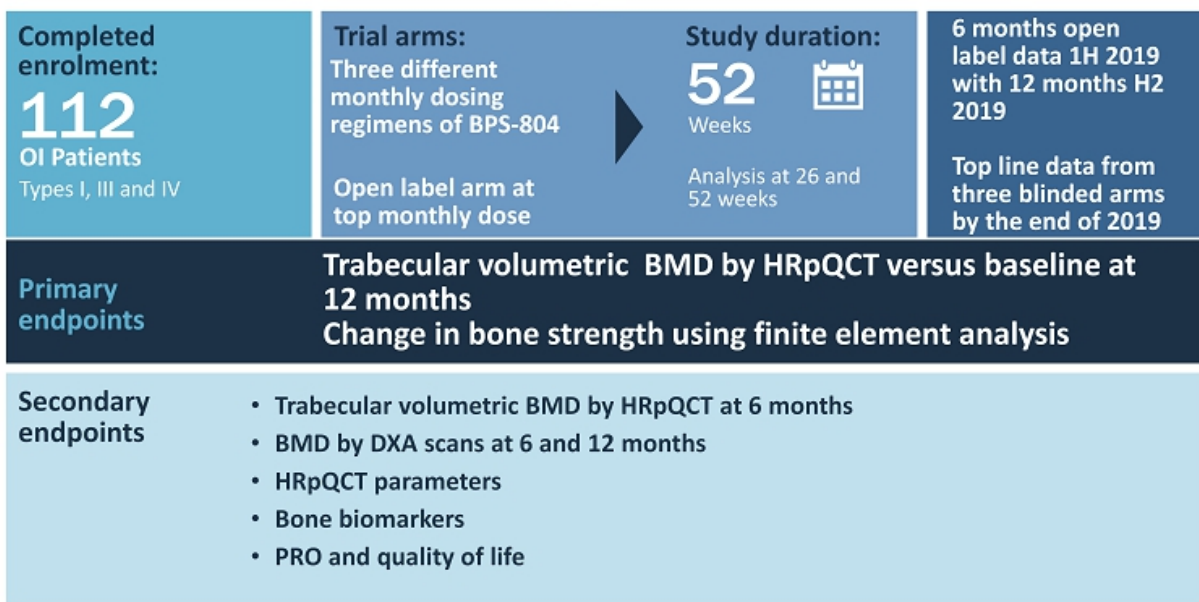 Completed
enrolment:
112
OI Patients
Types I, III and IV
Trial arms:
Three different
monthly dosing
regimens of BPS-804
Open label arm at
top monthly dose
Study duration:
52
Weeks
Analysis at 26 and
52 weeks
6 months open
label data 1H 2019
with 12 months H2
2019
Top line data from
three blinded arms
by the end of 2019
Primary
endpoints
Trabecular volumetric BMD by HRpQCT versus baseline at
12 months
Change in bone strength using finite element analysis
Secondary
endpoints
• Trabecular volumetric BMD by HRpQCT at 6 months
• BMD by DXA scans at 6 and 12 months
• HRpQCT parameters
• Bone biomarkers
• PRO and quality of life